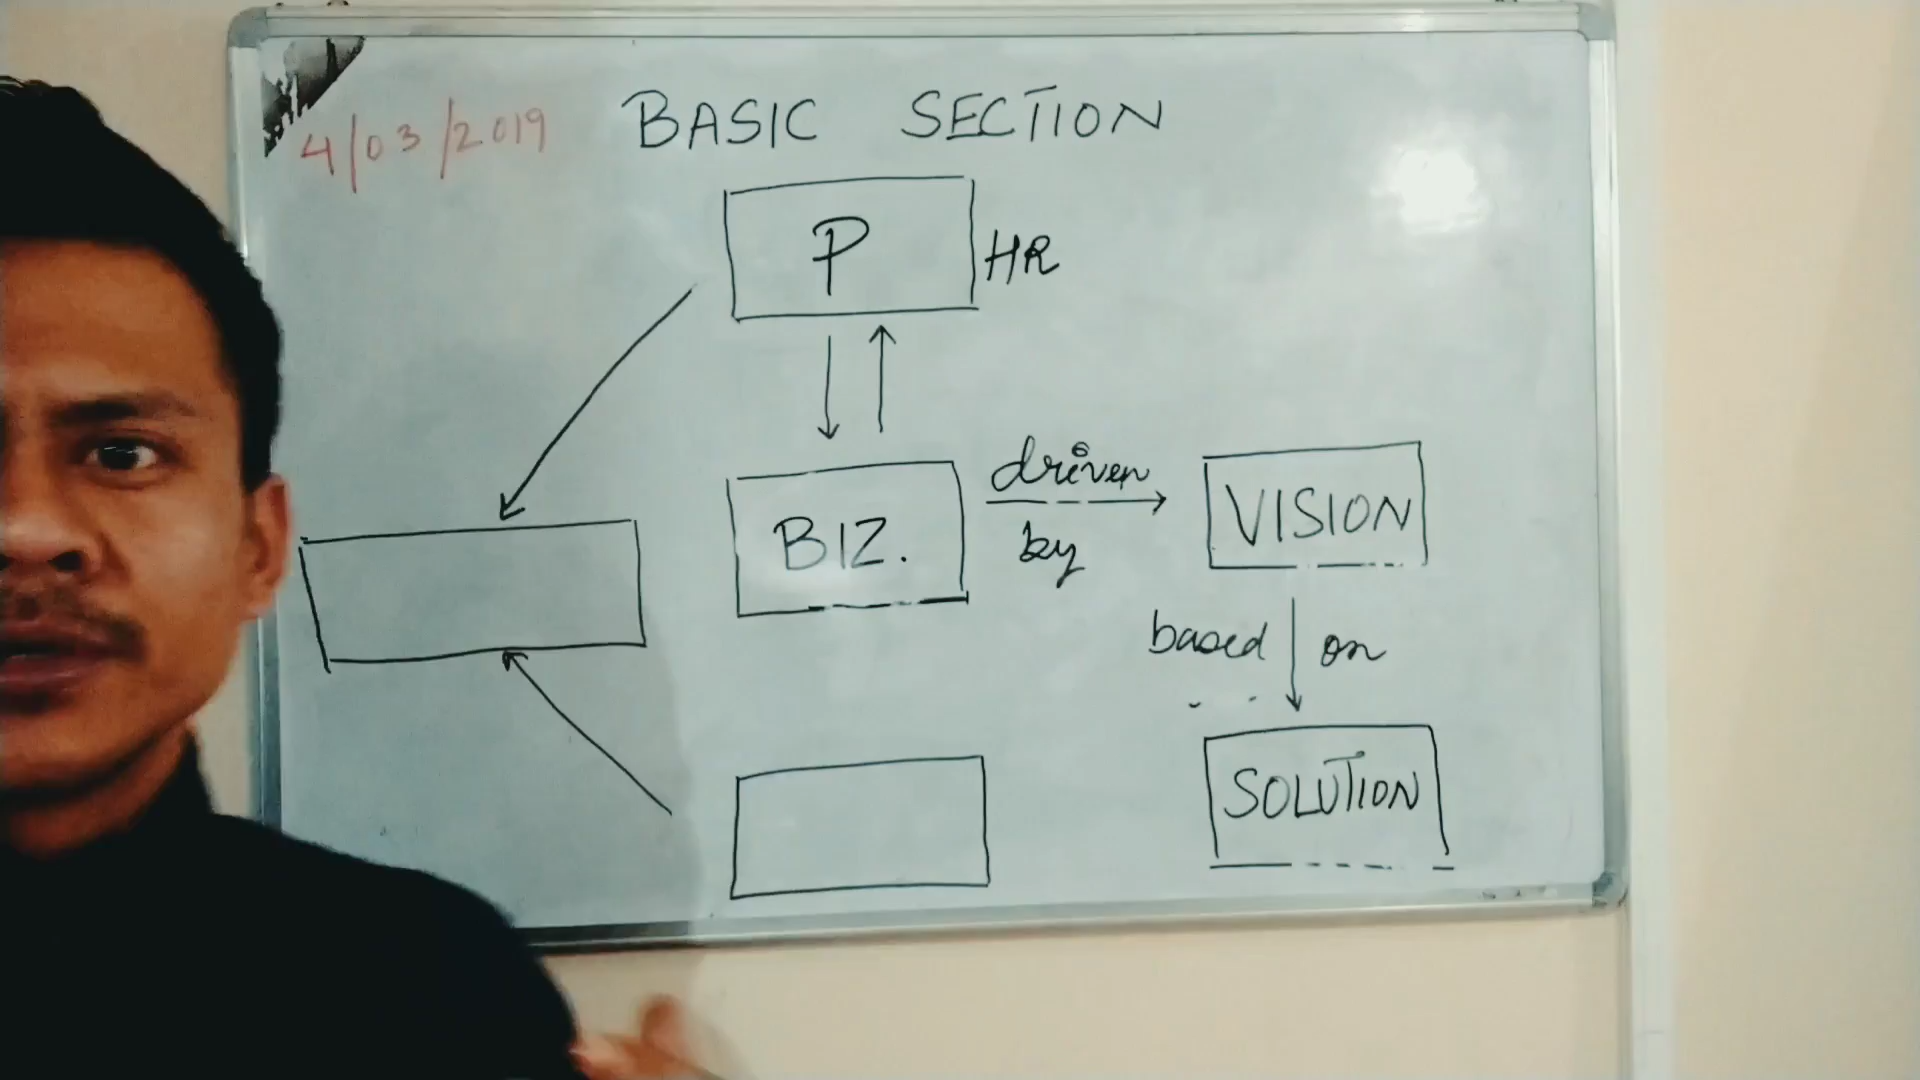 4/03/2019
BASIC SECTION
P
HR
BIZ.
driven
by
VISION
based on
SOLUTION